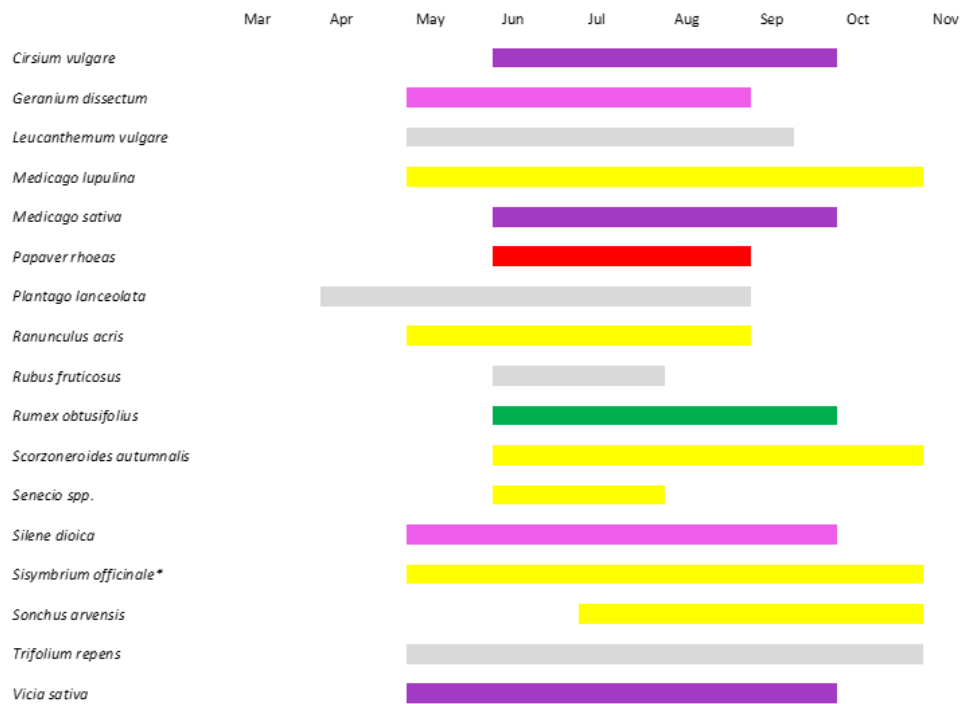 Mar Apr May Jun Jul Aug Sep Oct Nov
Cirsium vulgare
Geranium dissectum
Leucanthemum vulgare
Medicago lupulina
Medicago sativa
Papaver rhoeas
Plantago lanceolata
Ranunculus acris
Rubus fruticosus
Rumex obtusifolius
Scorzoneroides autumnalis
Senecio spp.
Silene dioica
Sisymbrium officinale*
Sonchus arvensis
Trifolium repens
Vicia sativa